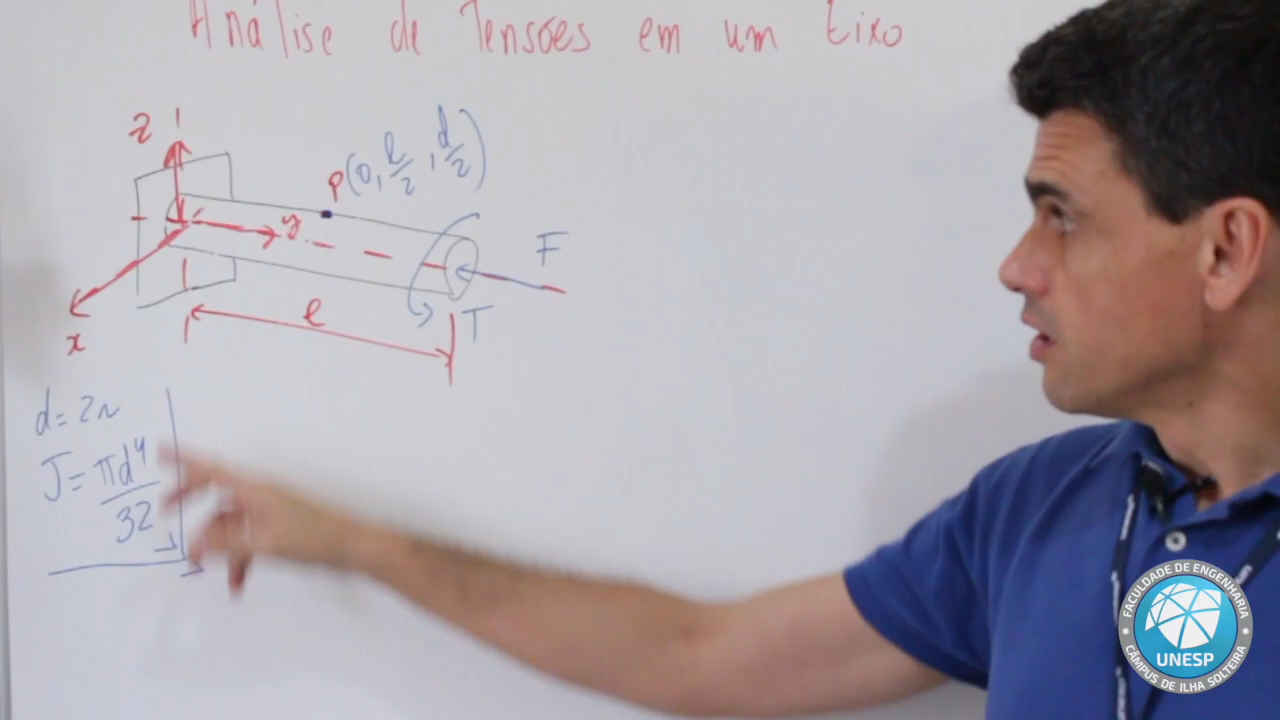 Análise de Tensões em um Eixo
z
P(0, l/2, d/2)
y
F
l
T
x
d = 2r
J = πd⁴/32
FACULDADE DE ENGENHARIA
UNESP
CÂMPUS DE ILHA SOLTEIRA